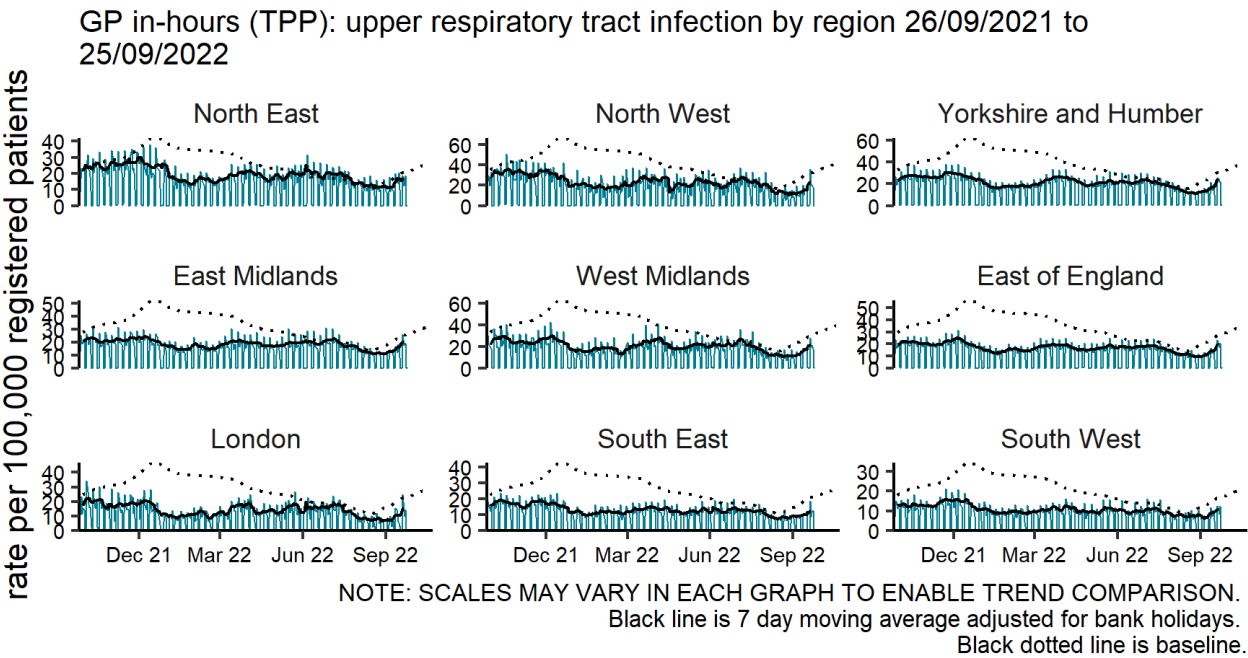 GP in-hours (TPP): upper respiratory tract infection by region 26/09/2021 to
25/09/2022
rate per 100,000 registered patients
North East
North West
Yorkshire and Humber
40
30
20
10
0
60
40
20
0
60
40
20
0
East Midlands
West Midlands
East of England
50
40
30
20
10
0
60
40
20
0
50
40
30
20
10
0
London
South East
South West
40
30
20
10
0
40
30
20
10
0
30
20
10
0
Dec 21 Mar 22 Jun 22 Sep 22
Dec 21 Mar 22 Jun 22 Sep 22
Dec 21 Mar 22 Jun 22 Sep 22
NOTE: SCALES MAY VARY IN EACH GRAPH TO ENABLE TREND COMPARISON.
Black line is 7 day moving average adjusted for bank holidays.
Black dotted line is baseline.